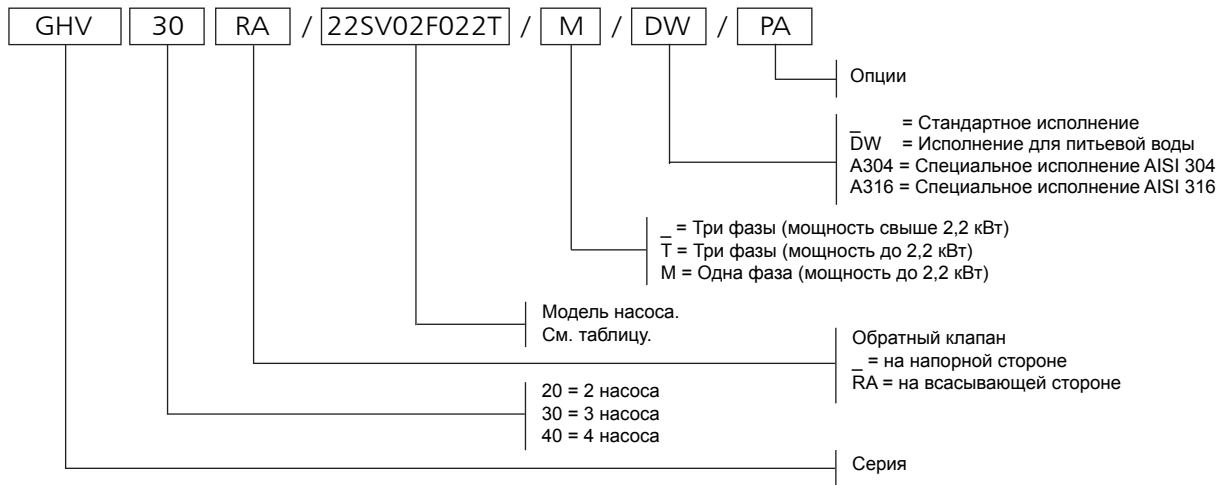 GHV 30 RA / 22SV02F022T / M / DW / PA
Опции
_ = Стандартное исполнение
DW = Исполнение для питьевой воды
A304 = Специальное исполнение AISI 304
A316 = Специальное исполнение AISI 316
_ = Три фазы (мощность свыше 2,2 кВт)
T = Три фазы (мощность до 2,2 кВт)
M = Одна фаза (мощность до 2,2 кВт)
Модель насоса.
См. таблицу.
Обратный клапан
_ = на напорной стороне
RA = на всасывающей стороне
20 = 2 насоса
30 = 3 насоса
40 = 4 насоса
Серия